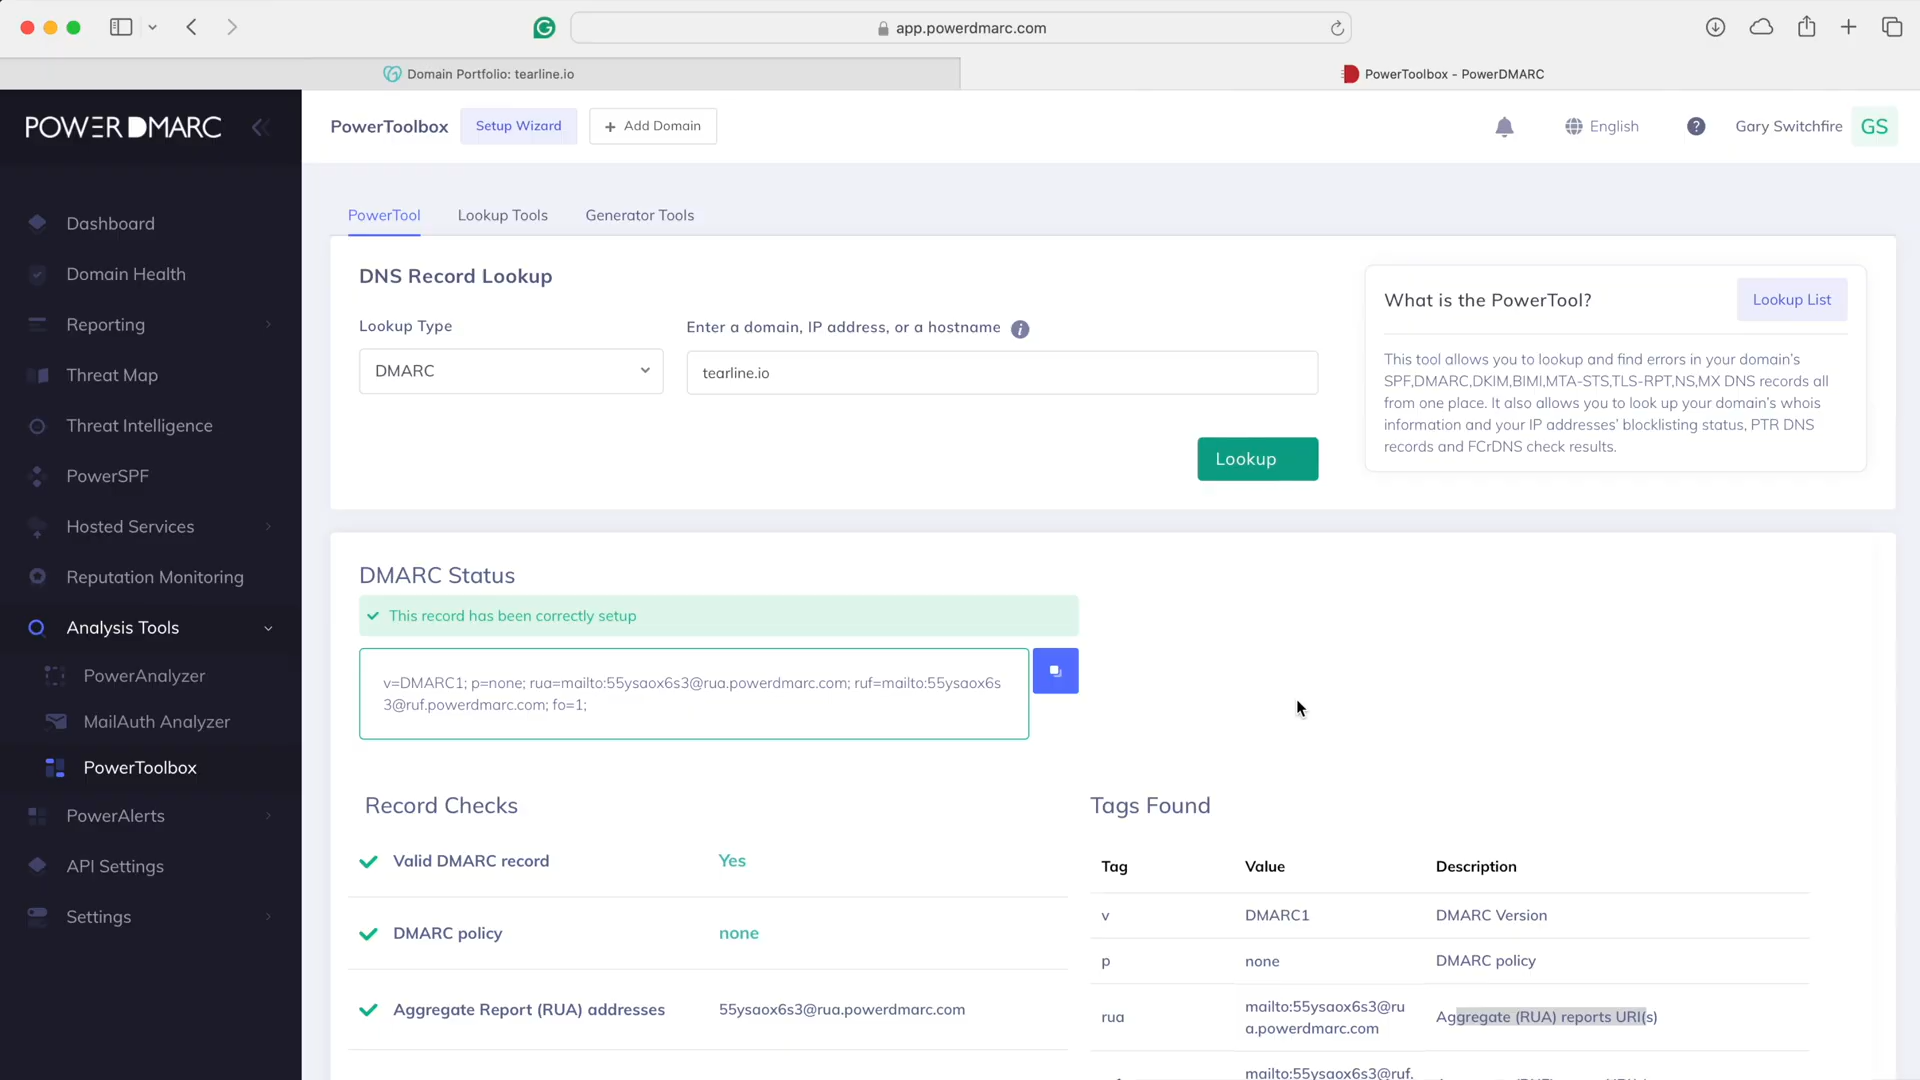 app.powerdmarc.com
Domain Portfolio: tearline.io
PowerToolbox - PowerDMARC
POWER DMARC
PowerToolbox
Setup Wizard
+ Add Domain
English
?
Gary Switchfire
GS
Dashboard
Domain Health
Reporting
Threat Map
Threat Intelligence
PowerSPF
Hosted Services
Reputation Monitoring
Analysis Tools
PowerAnalyzer
MailAuth Analyzer
PowerToolbox
PowerAlerts
API Settings
Settings
PowerTool
Lookup Tools
Generator Tools
DNS Record Lookup
Lookup Type
DMARC
Enter a domain, IP address, or a hostname
i
tearline.io
Lookup
What is the PowerTool?
Lookup List
This tool allows you to lookup and find errors in your domain's
SPF,DMARC,DKIM,BIMI,MTA-STS,TLS-RPT,NS,MX DNS records all
from one place. It also allows you to look up your domain's whois
information and your IP addresses' blocklisting status, PTR DNS
records and FCrDNS check results.
DMARC Status
This record has been correctly setup
v=DMARC1; p=none; rua=mailto:55ysaox6s3@rua.powerdmarc.com; ruf=mailto:55ysaox6s
3@ruf.powerdmarc.com; fo=1;
Record Checks
Valid DMARC record
Yes
DMARC policy
none
Aggregate Report (RUA) addresses
55ysaox6s3@rua.powerdmarc.com
Tags Found
Tag
Value
Description
v
DMARC1
DMARC Version
p
none
DMARC policy
rua
mailto:55ysaox6s3@ru
a.powerdmarc.com
Aggregate (RUA) reports URI(s)
mailto:55ysaox6s3@ruf.